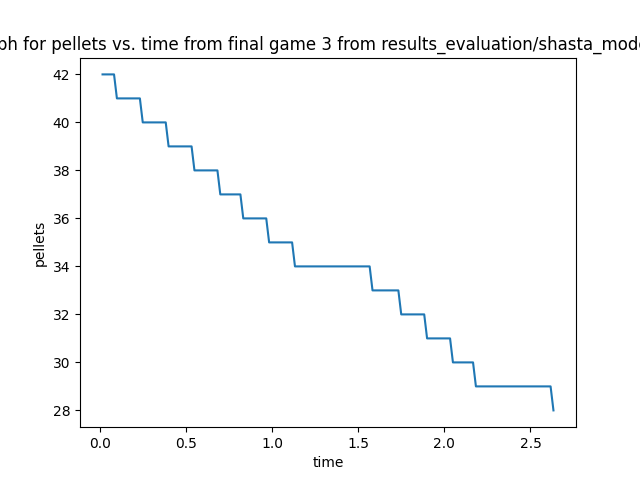 ph for pellets vs. time from final game 3 from results_evaluation/shasta_mod
42
40
38
36
34
32
30
28
pellets
0.0 0.5 1.0 1.5 2.0 2.5
time